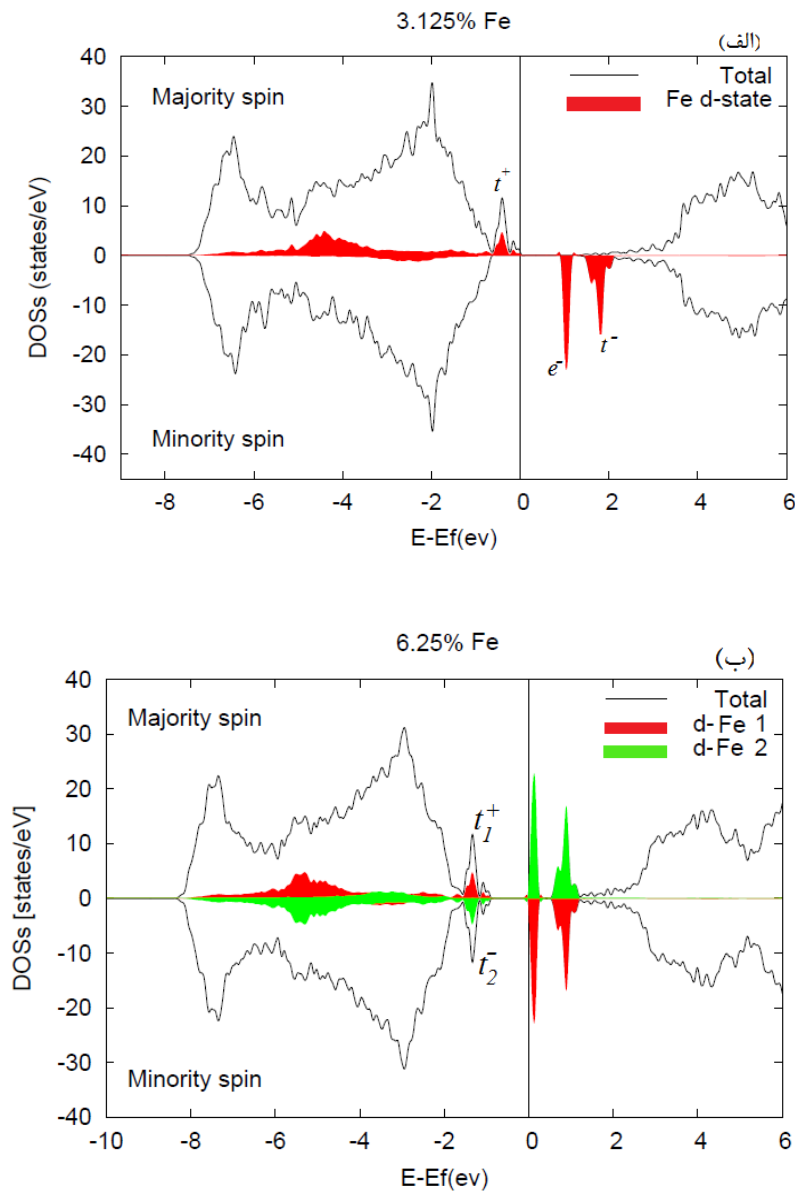 3.125% Fe
(الف)
40
30
20
10
0
-10
-20
-30
-40
DOSs (states/eV)
Majority spin
Minority spin
Total
Fe d-state
t+
e-
t-
-8
-6
-4
-2
0
2
4
6
E-Ef(ev)
6.25% Fe
(ب)
40
30
20
10
0
-10
-20
-30
-40
DOSs [states/eV]
Majority spin
Minority spin
Total
d-Fe 1
d-Fe 2
t1+
t2-
-10
-8
-6
-4
-2
0
2
4
6
E-Ef(ev)